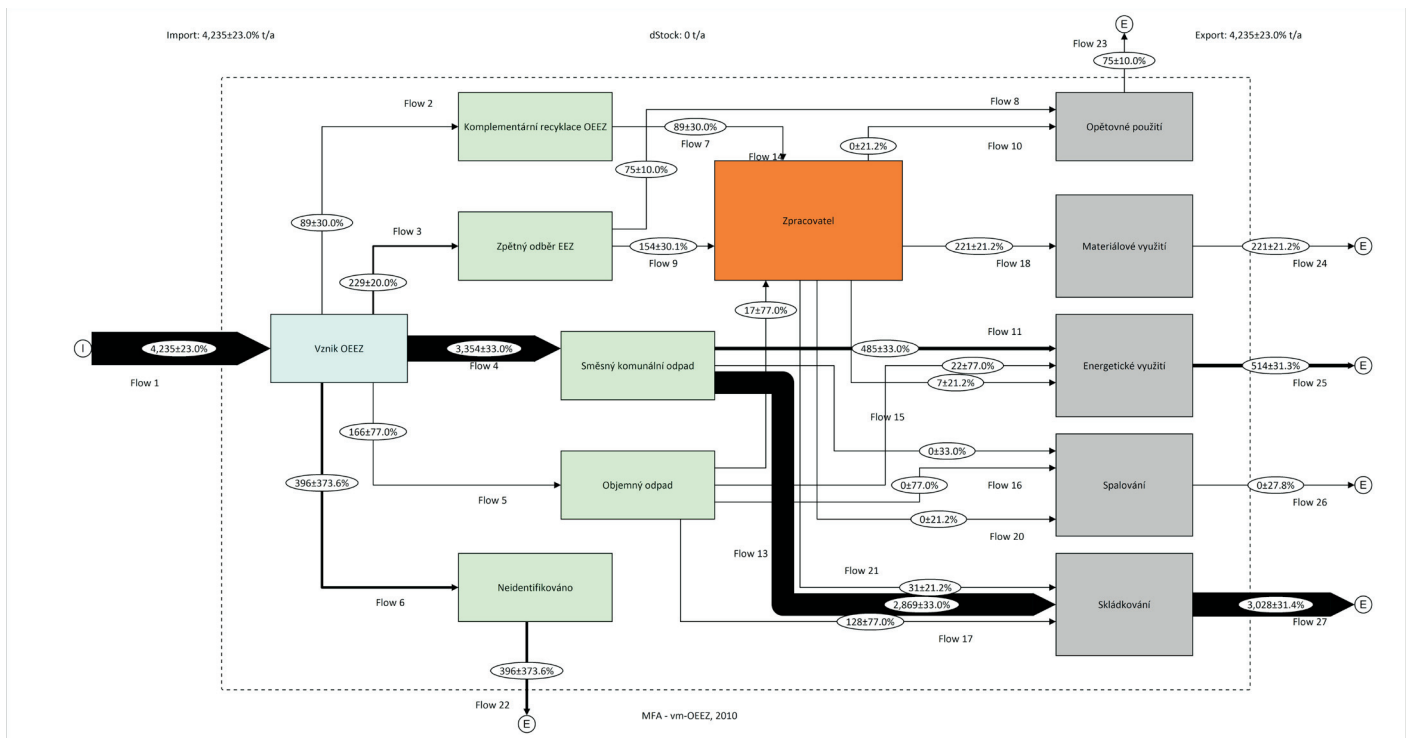 Import: 4,235±23.0% t/a
dStock: 0 t/a
Export: 4,235±23.0% t/a
E
Flow 23
75±10.0%
Flow 2
Flow 8
Komplementární recyklace OEEZ
89±30.0%
Flow 7
Flow 14
0±21.2%
Flow 10
Opětovné použití
75±10.0%
89±30.0%
Flow 3
Zpětný odběr EEZ
154±30.1%
Flow 9
Zpracovatel
221±21.2%
Flow 18
Materiálové využití
221±21.2%
Flow 24
E
229±20.0%
17±77.0%
I
4,235±23.0%
Flow 1
Vznik OEEZ
3,354±33.0%
Flow 4
Směsný komunální odpad
485±33.0%
Flow 11
22±77.0%
7±21.2%
Energetické využití
514±31.3%
Flow 25
E
Flow 15
166±77.0%
396±373.6%
Flow 5
Objemný odpad
0±33.0%
0±77.0%
Flow 16
0±21.2%
Flow 20
Spalování
0±27.8%
Flow 26
E
Flow 13
Neidentifikováno
Flow 6
Flow 21
31±21.2%
2,869±33.0%
128±77.0%
Flow 17
Skládkování
3,028±31.4%
Flow 27
E
396±373.6%
Flow 22
E
MFA - vm-OEEZ, 2010